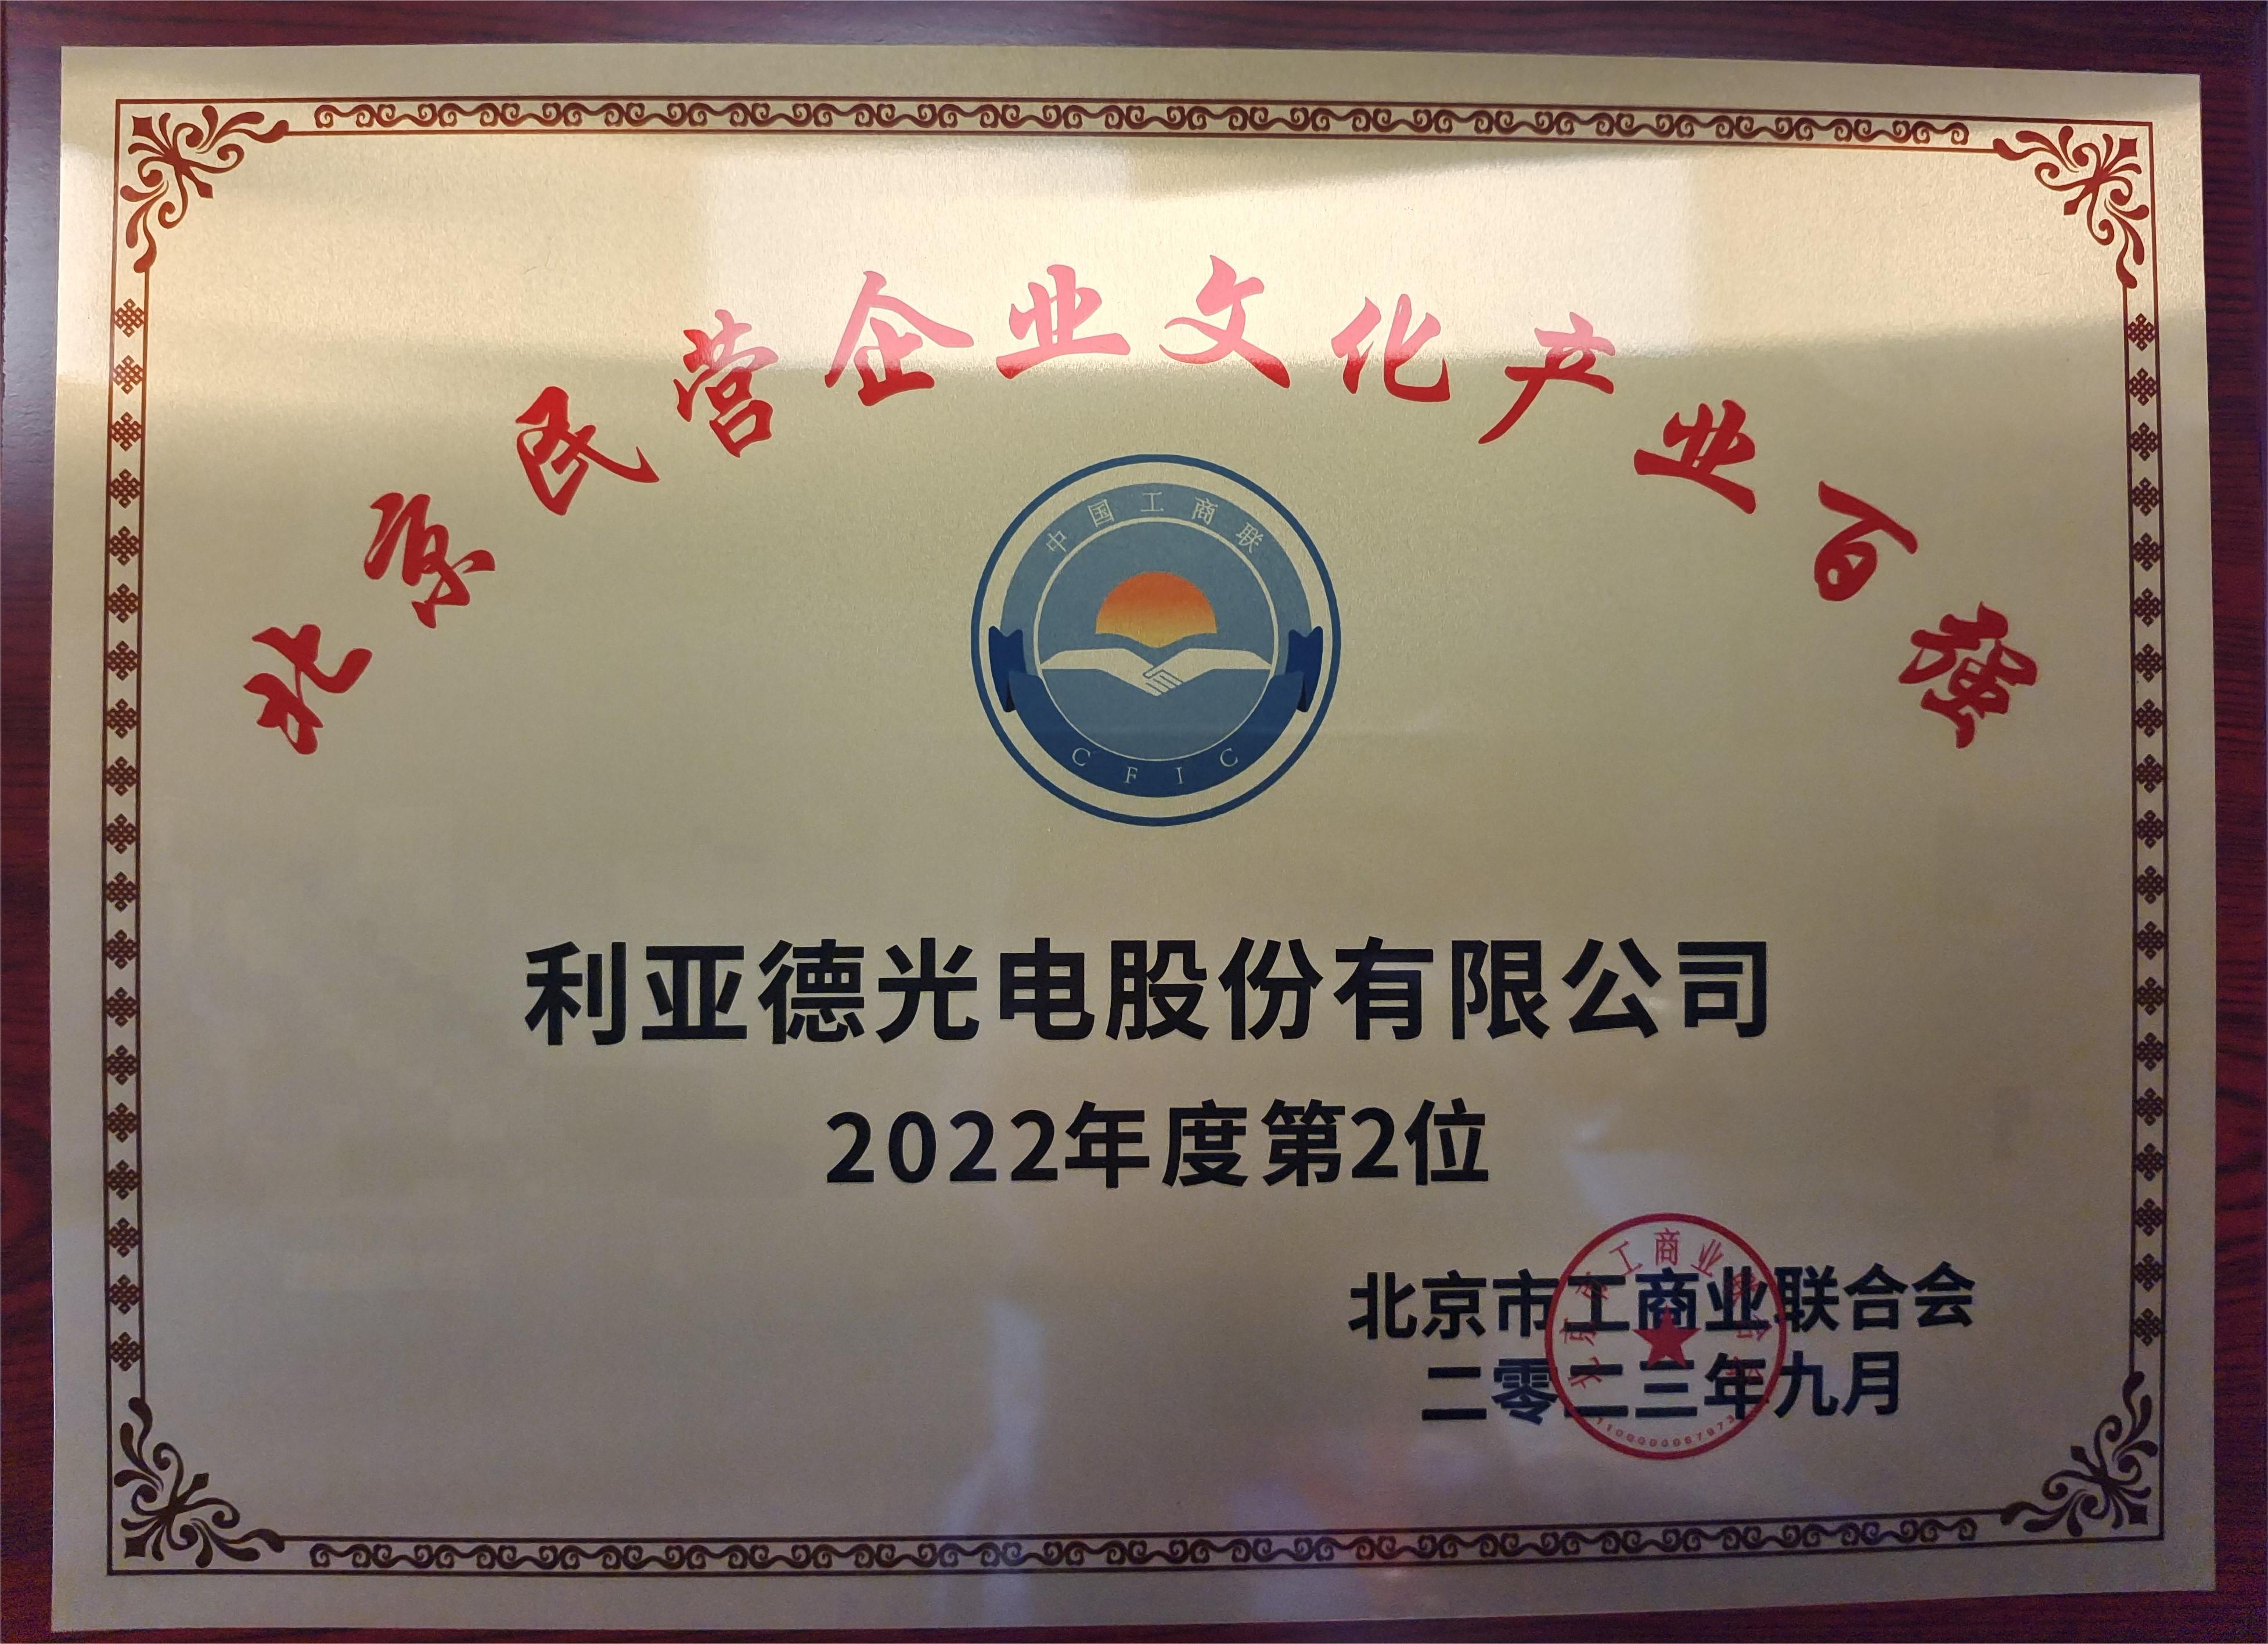 北京民营企业文化产业百强
中国工商联
CFIC
利亚德光电股份有限公司
2022年度第2位
北京市工商业联合会
二零二三年九月